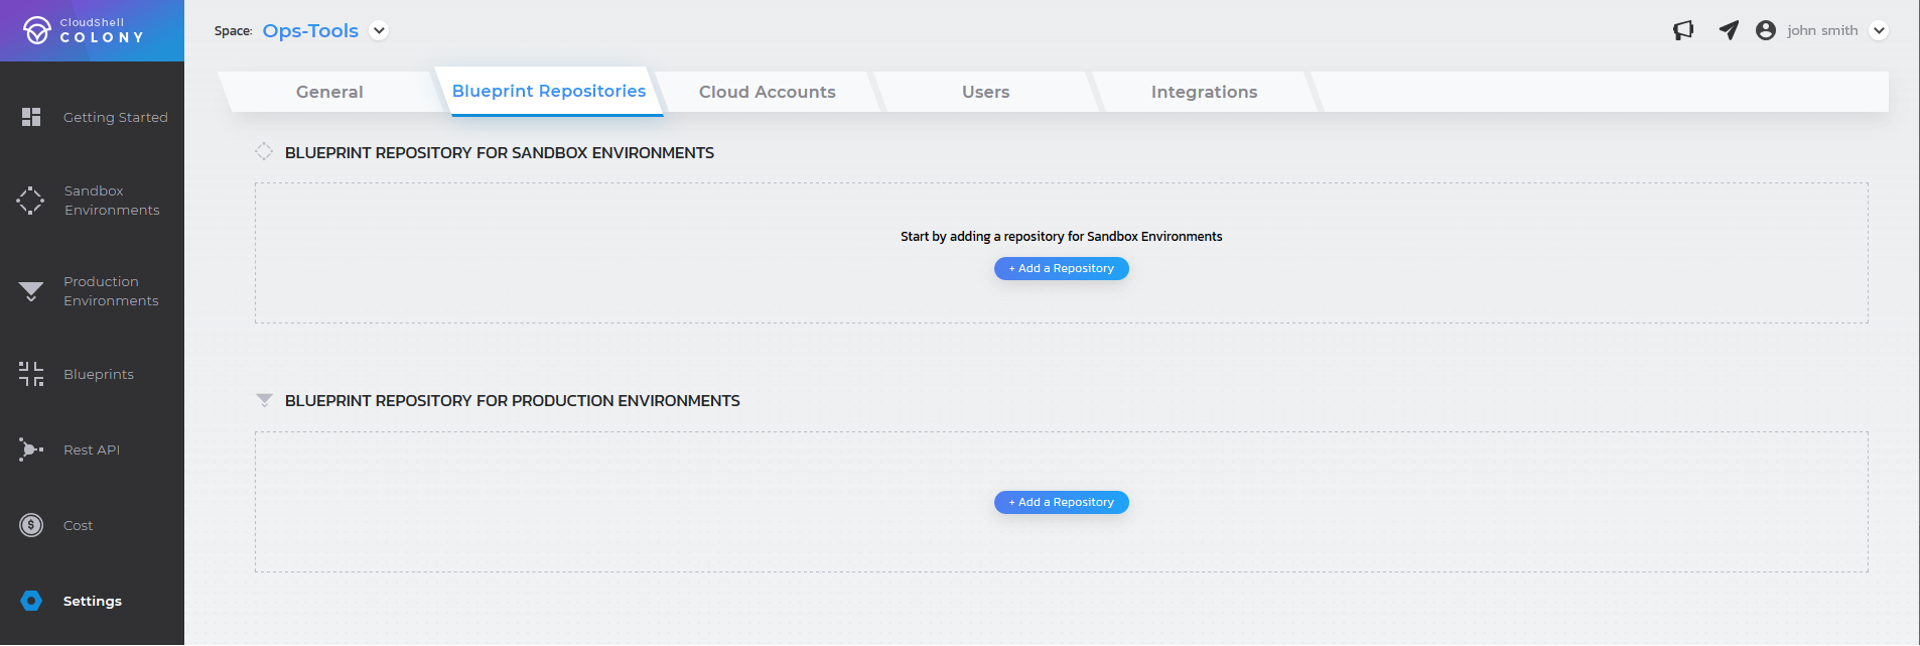 CloudShell
COLONY
Space: Ops-Tools
john smith
General
Blueprint Repositories
Cloud Accounts
Users
Integrations
Getting Started
Sandbox
Environments
Production
Environments
Blueprints
Rest API
$
Cost
Settings
BLUEPRINT REPOSITORY FOR SANDBOX ENVIRONMENTS
Start by adding a repository for Sandbox Environments
+ Add a Repository
BLUEPRINT REPOSITORY FOR PRODUCTION ENVIRONMENTS
+ Add a Repository